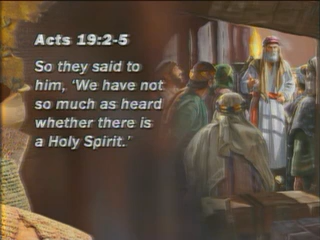 Acts 19:2-5
So they said to
him, ‘We have not
so much as heard
whether there is
a Holy Spirit.’